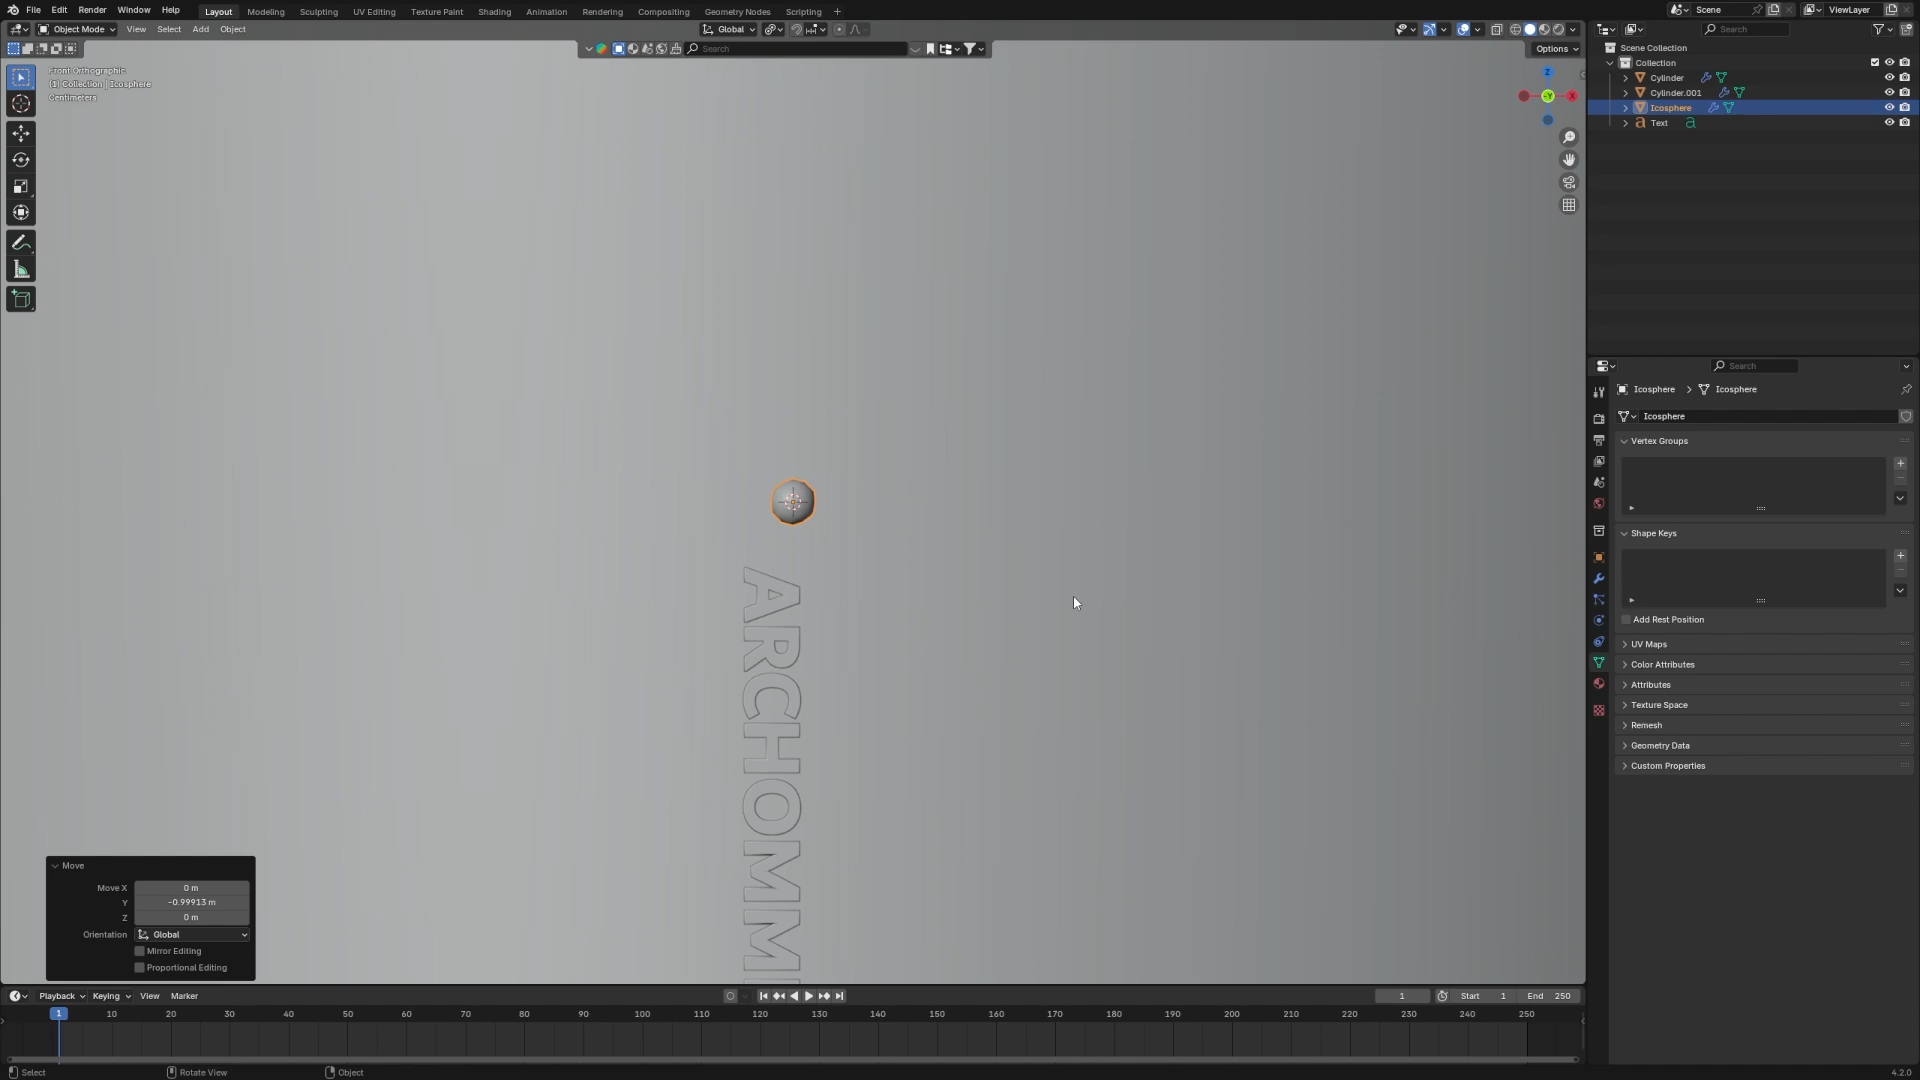 File Edit Render Window Help Layout Modeling Sculpting UV Editing Texture Paint Shading Animation Rendering Compositing Geometry Nodes Scripting + Scene ViewLayer
Object Mode View Select Add Object Global Search
Search Options
Front Orthographic
(1) Collection | Icosphere
Centimeters
Z
-Y
X
Scene Collection
Collection
Cylinder
Cylinder.001
Icosphere
Text
Search
Icosphere > Icosphere
Icosphere
Vertex Groups
Shape Keys
Add Rest Position
UV Maps
Color Attributes
Attributes
Texture Space
Remesh
Geometry Data
Custom Properties
ARCHOMM
Move
Move X 0 m
Y -0.99913 m
Z 0 m
Orientation Global
Mirror Editing
Proportional Editing
Playback Keying View Marker 1 Start 1 End 250
1 10 20 30 40 50 60 70 80 90 100 110 120 130 140 150 160 170 180 190 200 210 220 230 240 250
Select Rotate View Object 4.2.0